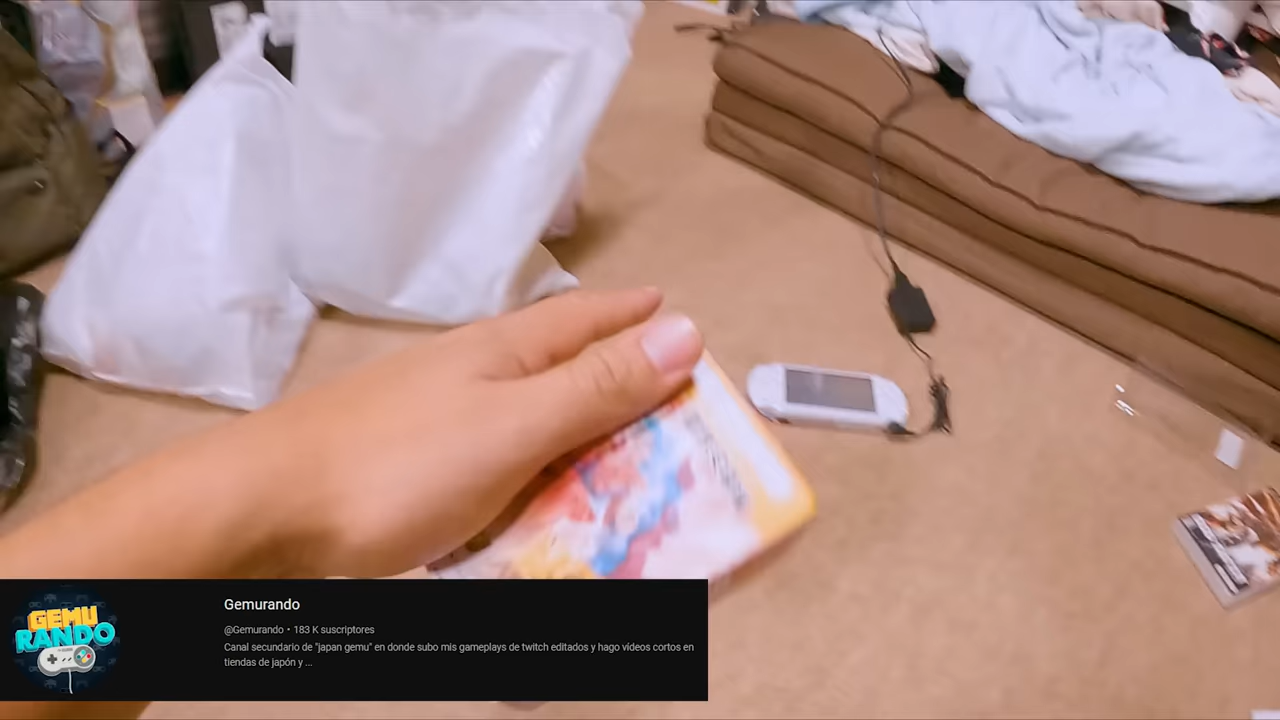 GEMU
RANDO
Gemurando
@Gemurando • 183 K suscriptores
Canal secundario de "japan gemu" en donde subo mis gameplays de twitch editados y hago vídeos cortos en
tiendas de japón y ...